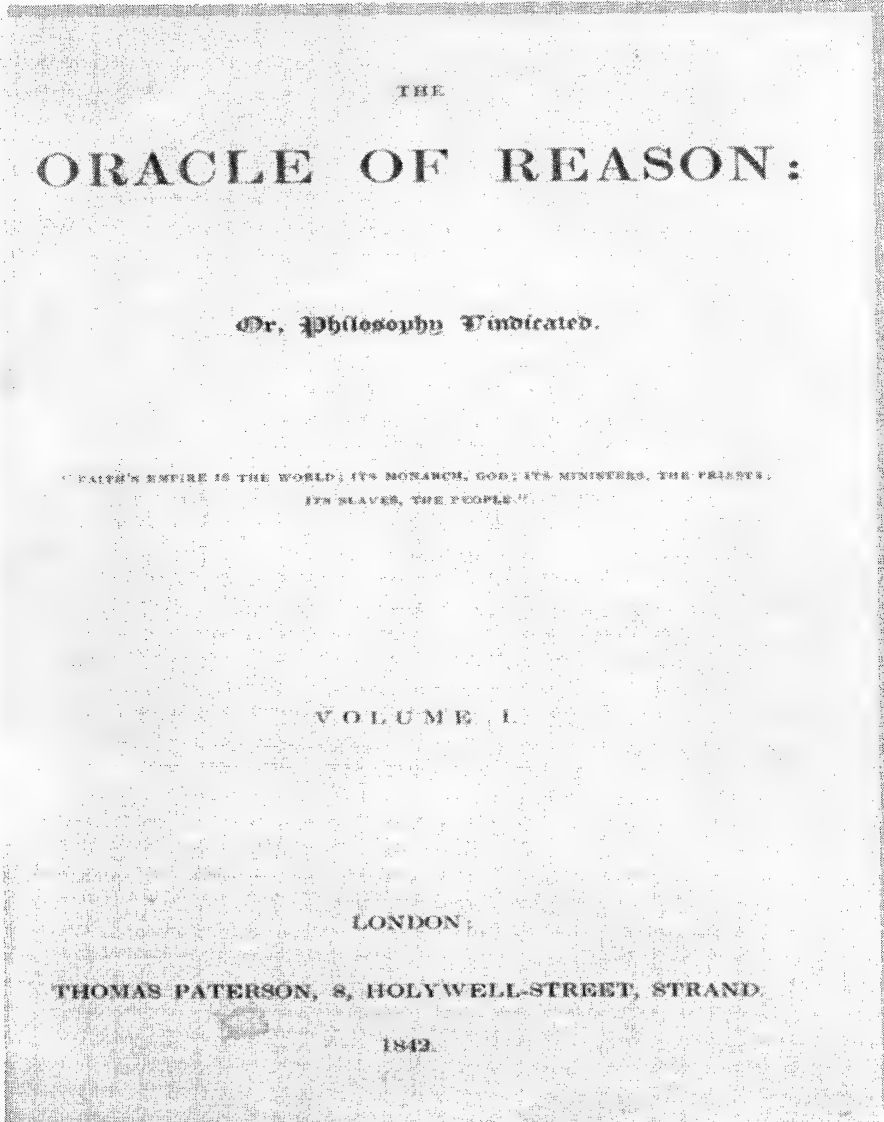 THE
ORACLE OF REASON:
Or, Philosophy Vindicated.
"FAITH'S EMPIRE IS THE WORLD; ITS MONARCH, GOD; ITS MINISTERS, THE PRIESTS;
ITS SLAVES, THE PEOPLE."
VOLUME I.
LONDON:
THOMAS PATERSON, 8, HOLYWELL-STREET, STRAND.
1842.